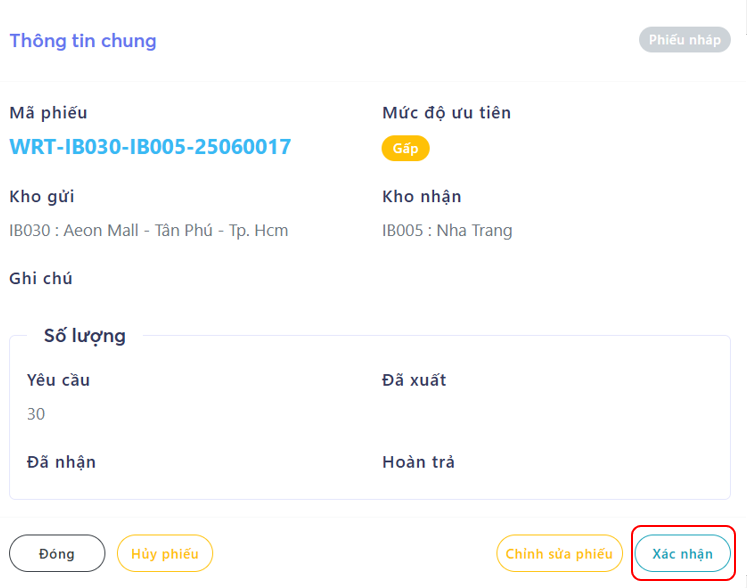 Thông tin chung
Phiếu nháp
Mã phiếu
Mức độ ưu tiên
WRT-IB030-IB005-25060017
Gấp
Kho gửi
Kho nhận
IB030 : Aeon Mall - Tân Phú - Tp. Hcm
IB005 : Nha Trang
Ghi chú
Số lượng
Yêu cầu
Đã xuất
30
Đã nhận
Hoàn trả
Đóng
Hủy phiếu
Chỉnh sửa phiếu
Xác nhận